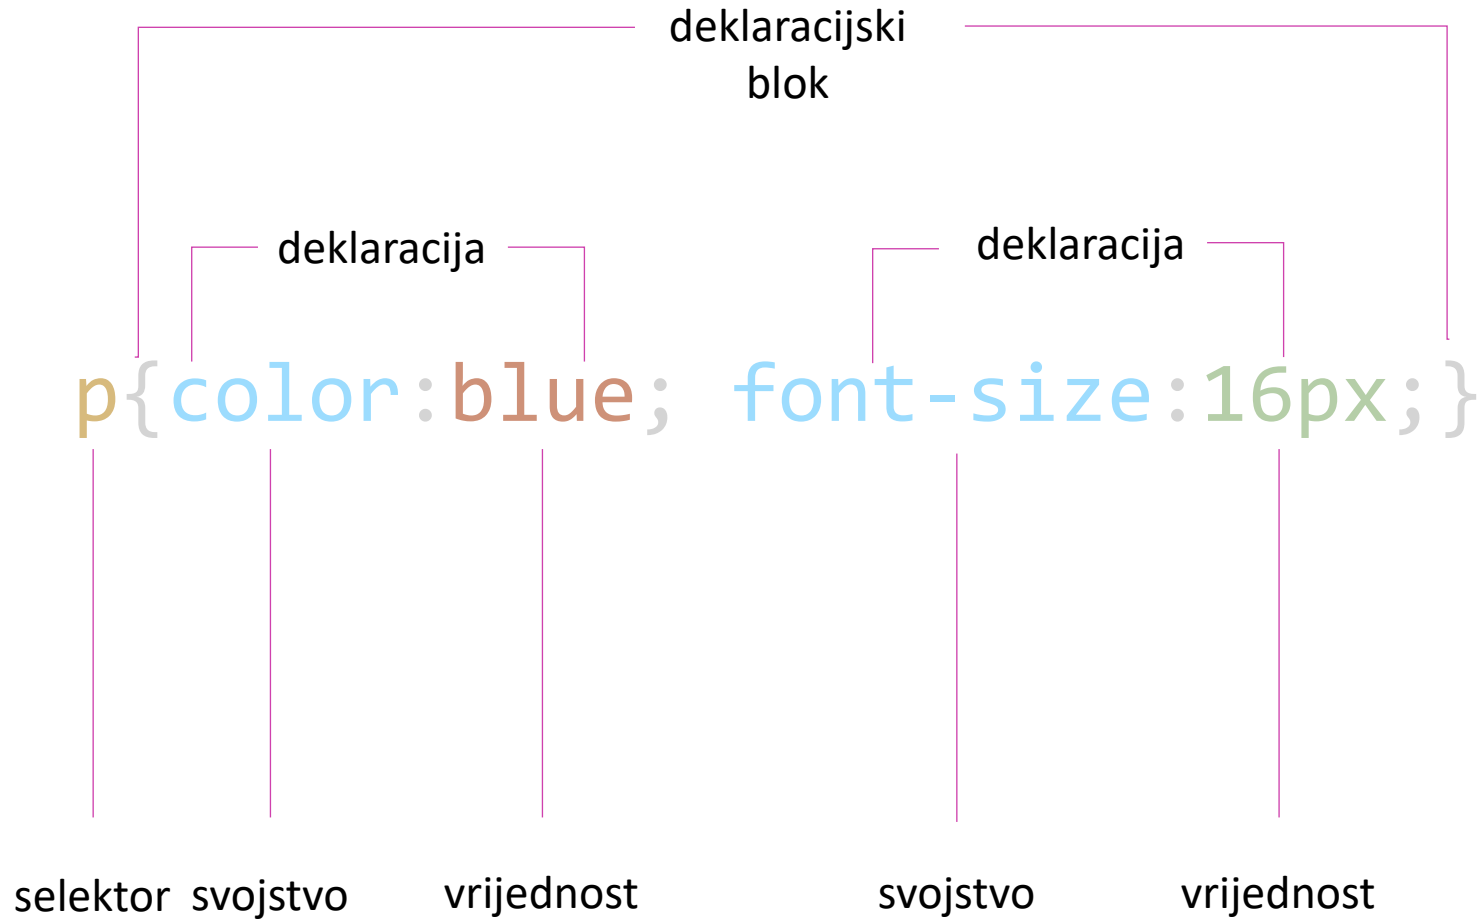 deklaracijski
blok
deklaracija deklaracija
p{color:blue; font-size:16px;}
selektor svojstvo vrijednost svojstvo vrijednost